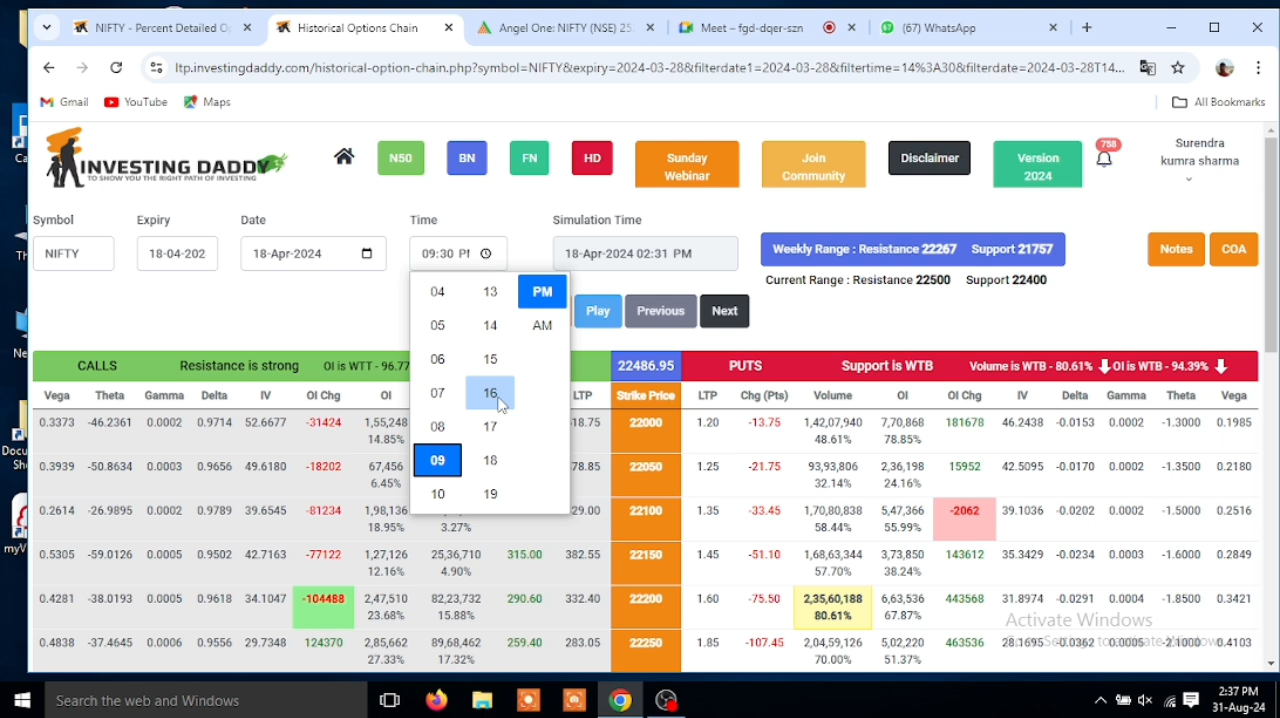 NIFTY - Percent Detailed O
Historical Options Chain
Angel One: NIFTY (NSE) 25
Meet – fgd-dqer-szn
(67) WhatsApp
ltp.investingdaddy.com/historical-option-chain.php?symbol=NIFTY&expiry=2024-03-28&filterdate1=2024-03-28&filtertime=14%3A30&filterdate=2024-03-28T14...
Gmail YouTube Maps All Bookmarks
INVESTING DADDY
TO SHOW YOU THE RIGHT PATH OF INVESTING
N50 BN FN HD
Sunday Webinar
Join Community
Disclaimer
Version 2024
758
Surendra kumra sharma
Symbol Expiry Date Time Simulation Time
NIFTY 18-04-202 18-Apr-2024 09:30 PM 18-Apr-2024 02:31 PM
Weekly Range : Resistance 22267 Support 21757
Notes COA
Current Range : Resistance 22500 Support 22400
04 13 PM
05 14 AM
06 15
07 16
08 17
09 18
10 19
Play Previous Next
CALLS Resistance is strong OI is WTT - 96.77 22486.95 PUTS Support is WTB Volume is WTB - 80.61% OI is WTB - 94.39%
Vega Theta Gamma Delta IV OI Chg OI LTP Strike Price LTP Chg (Pts) Volume OI OI Chg IV Delta Gamma Theta Vega
0.3373 -46.2361 0.0002 0.9714 52.6677 -31424 1,55,248 18.75 22000 1.20 -13.75 1,42,07,940 7,70,868 181678 46.2438 -0.0153 0.0002 -1.3000 0.1985
14.85% 48.61% 78.85%
0.3939 -50.8634 0.0003 0.9656 49.6180 -18202 67,456 78.85 22050 1.25 -21.75 93,93,806 2,36,198 15952 42.5095 -0.0170 0.0002 -1.3500 0.2180
6.45% 32.14% 24.16%
0.2614 -26.9895 0.0002 0.9789 39.6545 -81234 1,98,136 29.00 22100 1.35 -33.45 1,70,80,838 5,47,366 -2062 39.1036 -0.0202 0.0002 -1.5000 0.2516
18.95% 3.27% 58.44% 55.99%
0.5305 -59.0126 0.0005 0.9502 42.7163 -77122 1,27,126 25,36,710 315.00 382.55 22150 1.45 -51.10 1,68,63,344 3,73,850 143612 35.3429 -0.0234 0.0003 -1.6000 0.2849
12.16% 4.90% 57.70% 38.24%
0.4281 -38.0193 0.0005 0.9618 34.1047 -104488 2,47,510 82,23,732 290.60 332.40 22200 1.60 -75.50 2,35,60,188 6,63,536 443568 31.8974 -0.0291 0.0004 -1.8500 0.3421
23.68% 15.88% 80.61% 67.87%
0.4838 -37.4645 0.0006 0.9556 29.7348 124370 2,85,662 89,68,462 259.40 283.05 22250 1.85 -107.45 2,04,59,126 5,02,220 463536 28.1695 -0.0362 0.0005 -2.1000 0.4103
27.33% 17.32% 70.00% 51.37%
Activate Windows
Search the web and Windows
2:37 PM
31-Aug-24